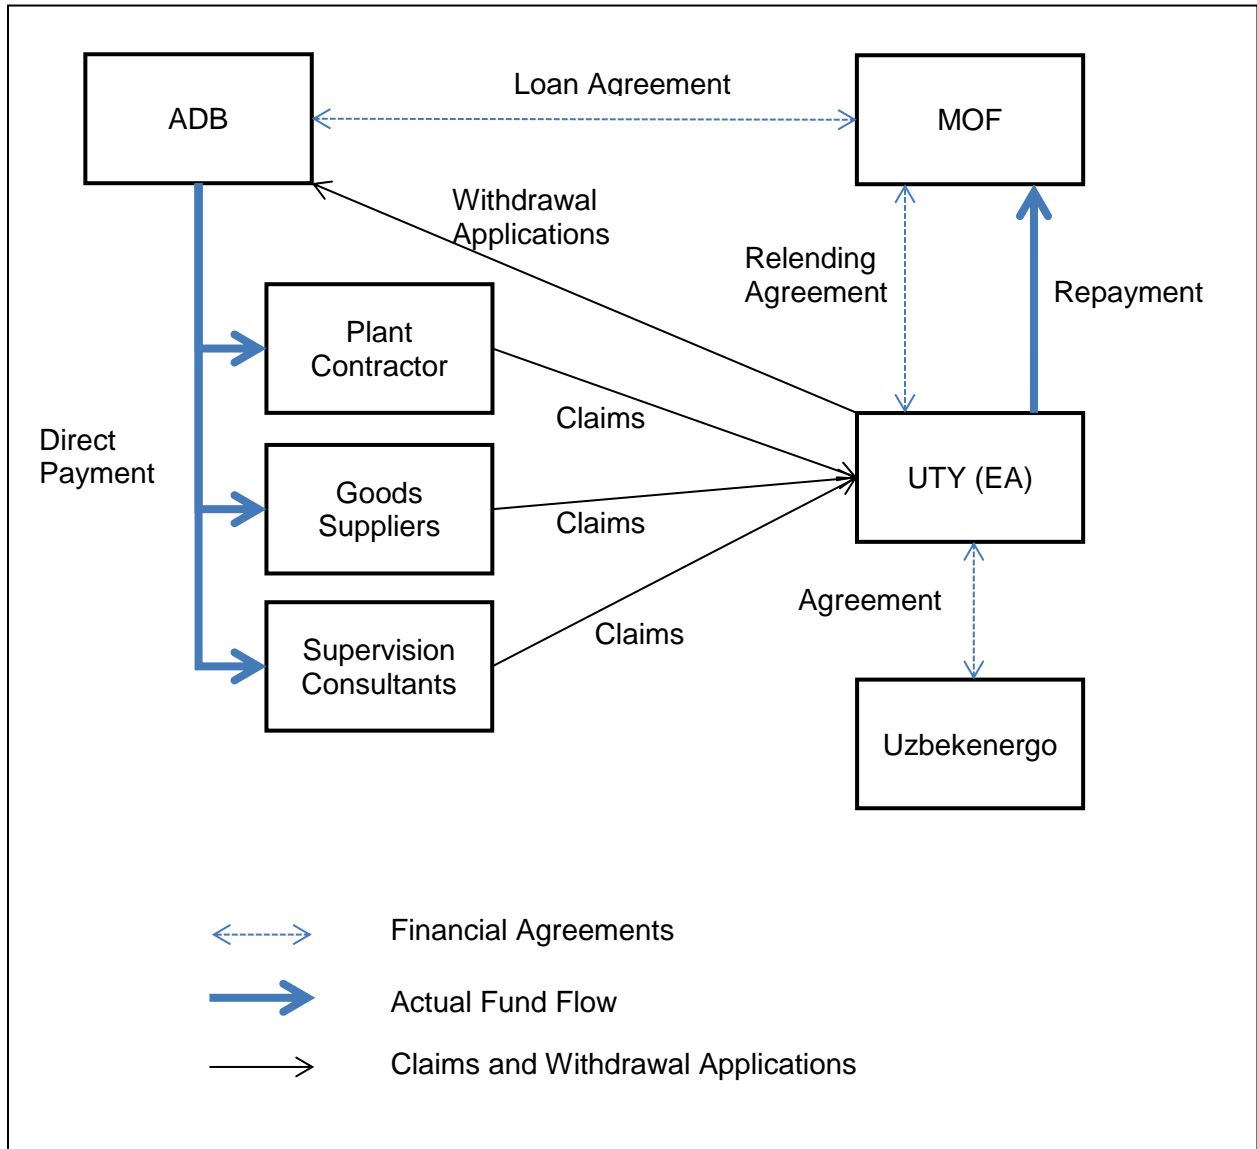 Loan Agreement
ADB
MOF
Withdrawal
Applications
Relending
Agreement
Repayment
Plant
Contractor
Claims
Direct
Payment
Goods
Suppliers
Claims
UTY (EA)
Supervision
Consultants
Claims
Agreement
Uzbekenergo
Financial Agreements
Actual Fund Flow
Claims and Withdrawal Applications